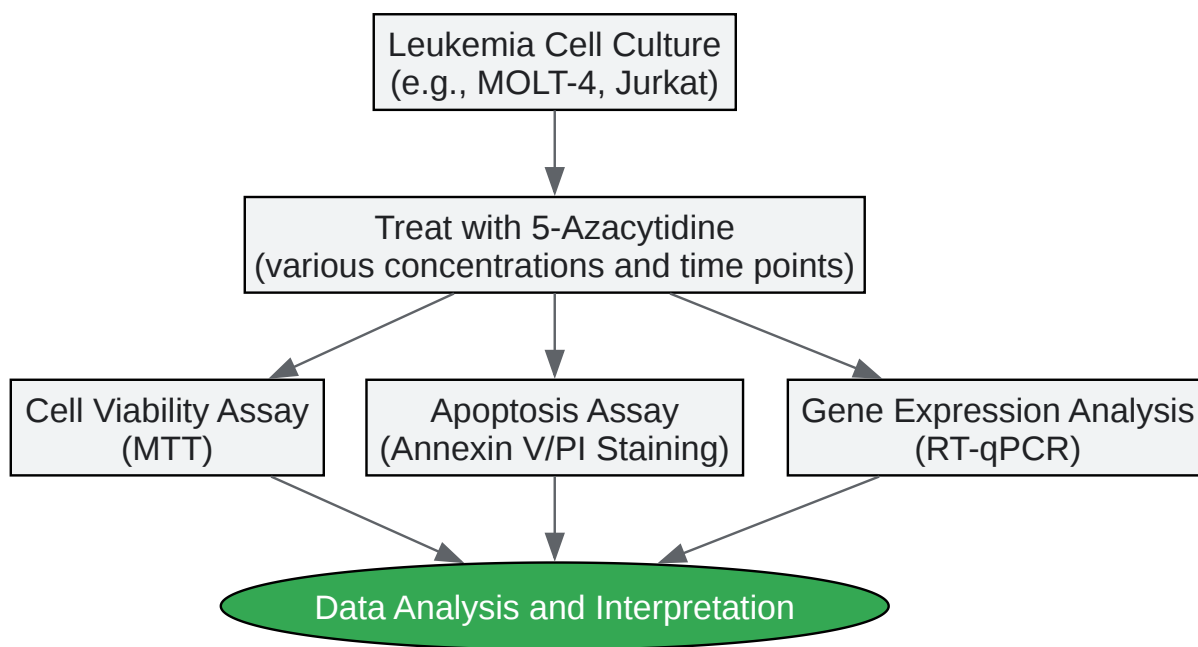 Leukemia Cell Culture
(e.g., MOLT-4, Jurkat)
Treat with 5-Azacytidine
(various concentrations and time points)
Cell Viability Assay
(MTT)
Apoptosis Assay
(Annexin V/PI Staining)
Gene Expression Analysis
(RT-qPCR)
Data Analysis and Interpretation